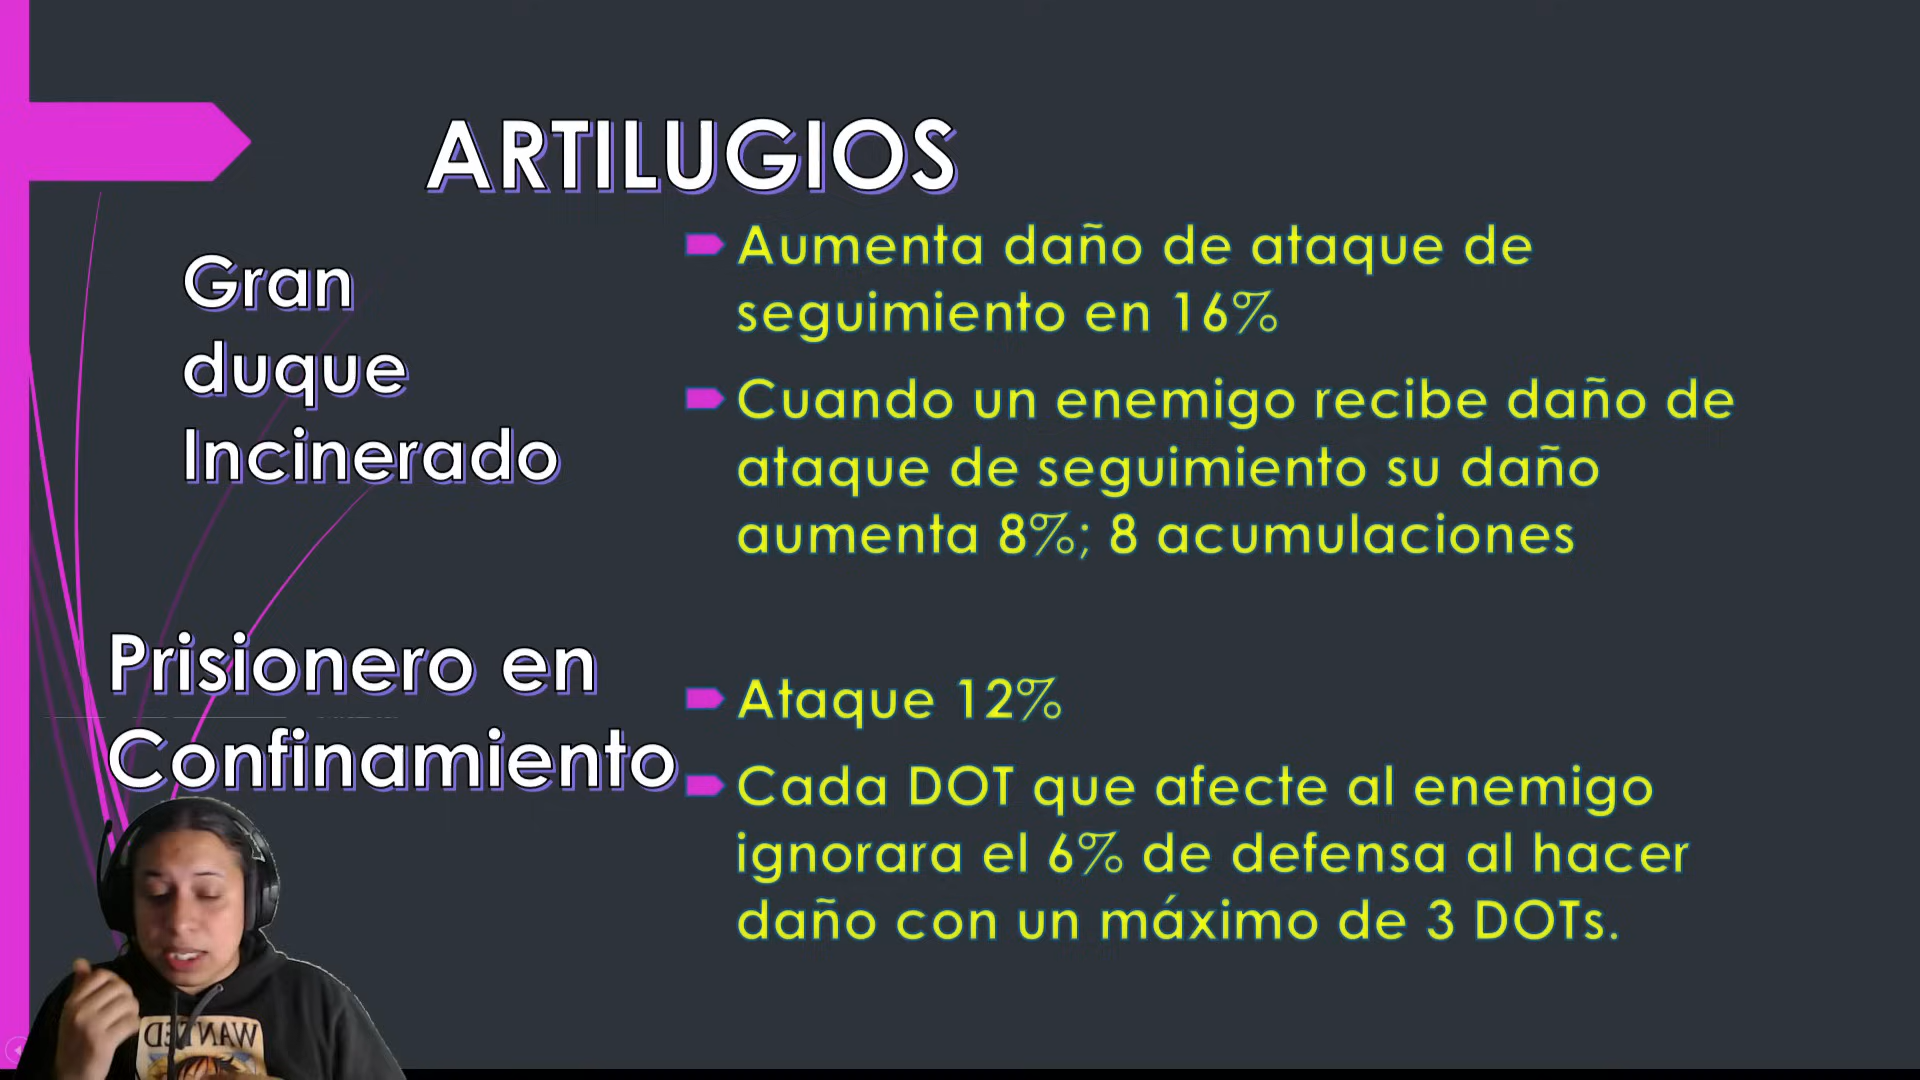 ARTILUGIOS
Gran
duque
Incinerado
Aumenta daño de ataque de
seguimiento en 16%
Cuando un enemigo recibe daño de
ataque de seguimiento su daño
aumenta 8%; 8 acumulaciones
Prisionero en
Confinamiento
Ataque 12%
Cada DOT que afecte al enemigo
ignorara el 6% de defensa al hacer
daño con un máximo de 3 DOTs.
WANTED